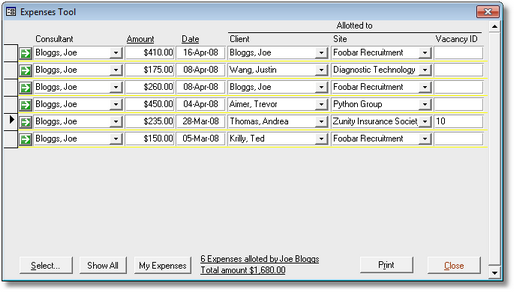 Expenses Tool
Allotted to
Consultant Amount Date Client Site Vacancy ID
Bloggs, Joe $410.00 16-Apr-08 Bloggs, Joe Foobar Recruitment
Bloggs, Joe $175.00 08-Apr-08 Wang, Justin Diagnostic Technology
Bloggs, Joe $260.00 08-Apr-08 Bloggs, Joe Foobar Recruitment
Bloggs, Joe $450.00 04-Apr-08 Aimer, Trevor Python Group
Bloggs, Joe $235.00 28-Mar-08 Thomas, Andrea Zunity Insurance Societ 10
Bloggs, Joe $150.00 05-Mar-08 Krilly, Ted Foobar Recruitment
Select... Show All My Expenses 6 Expenses alloted by Joe Bloggs Print Close
Total amount $1,680.00